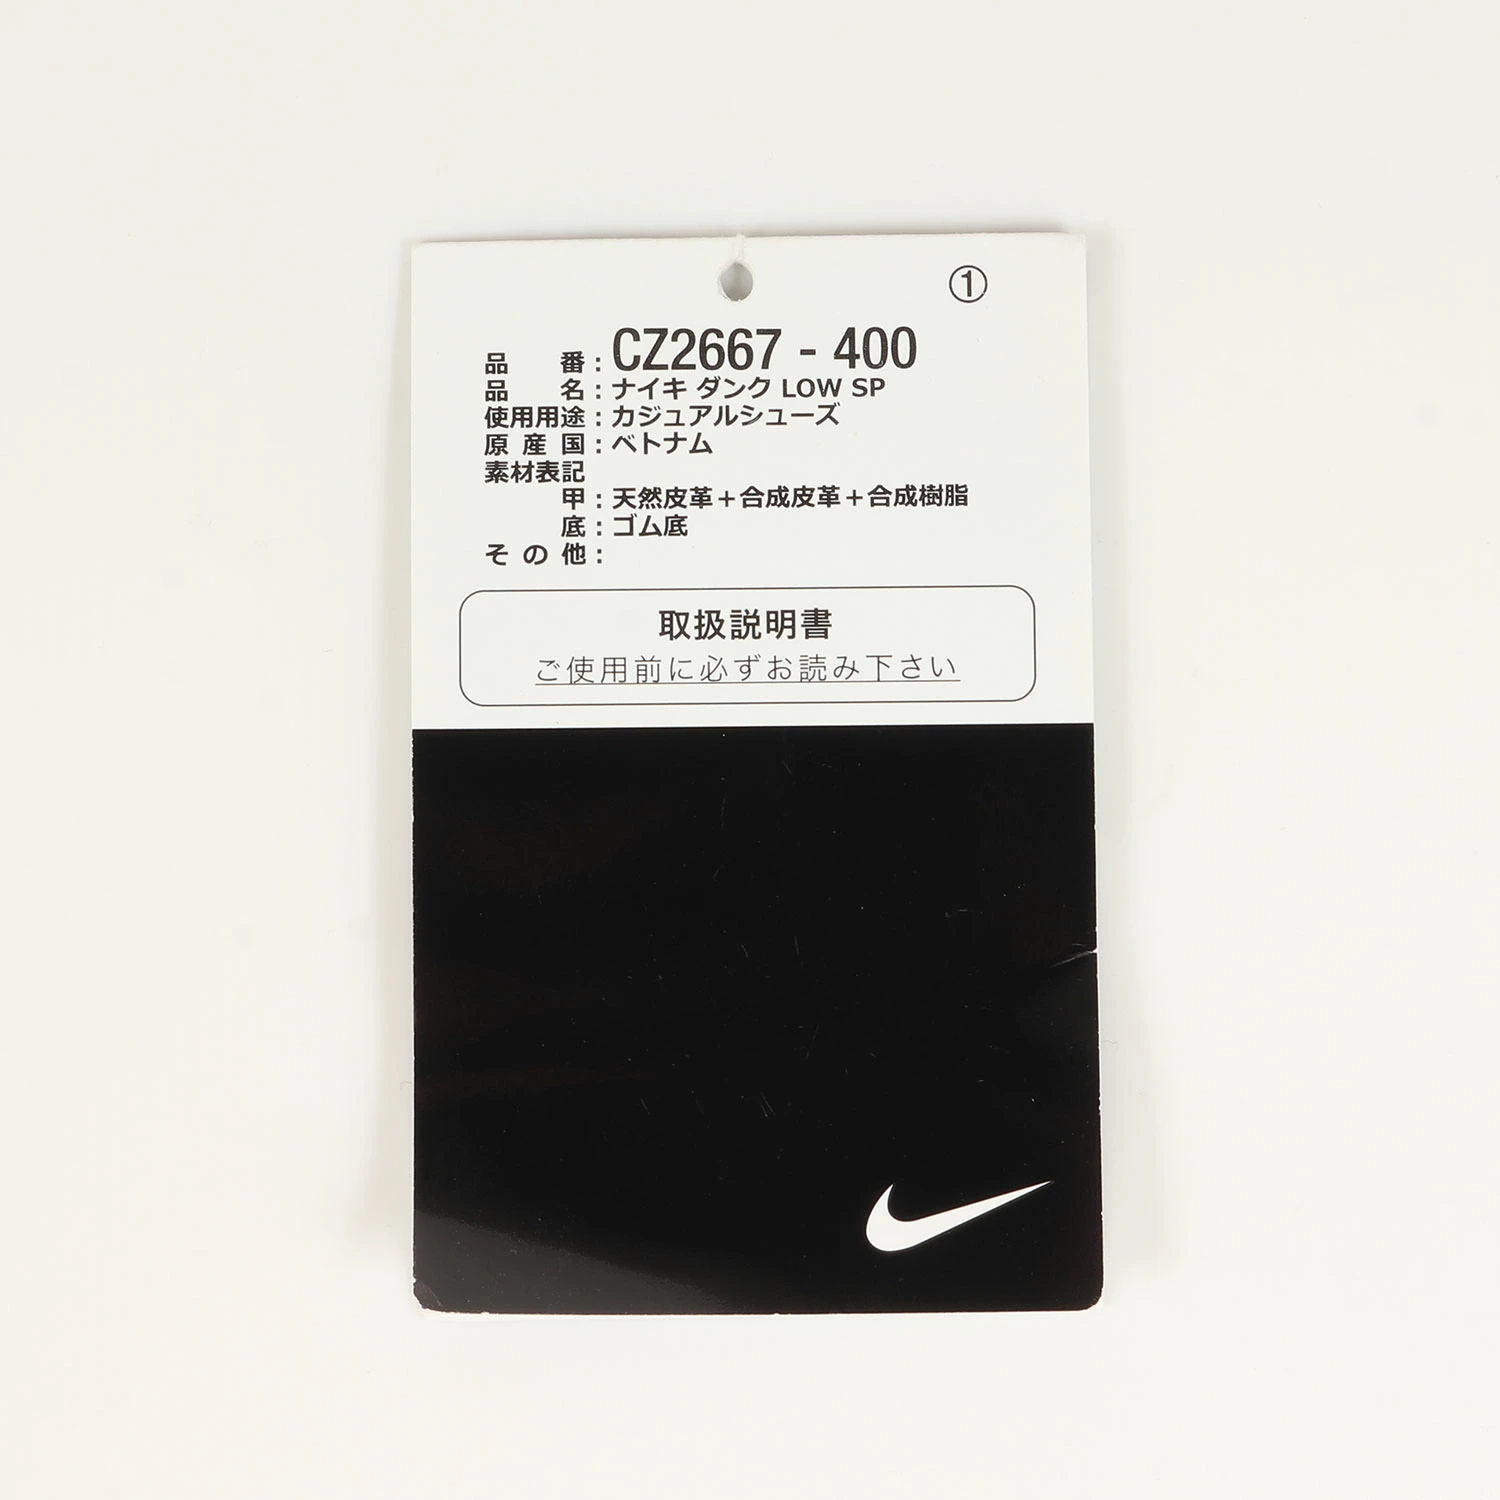 ①
品番：CZ2667 - 400
品名：ナイキ ダンク LOW SP
使用用途：カジュアルシューズ
原産国：ベトナム
素材表記
甲：天然皮革＋合成皮革＋合成樹脂
底：ゴム底
その他：
取扱説明書
ご使用前に必ずお読み下さい